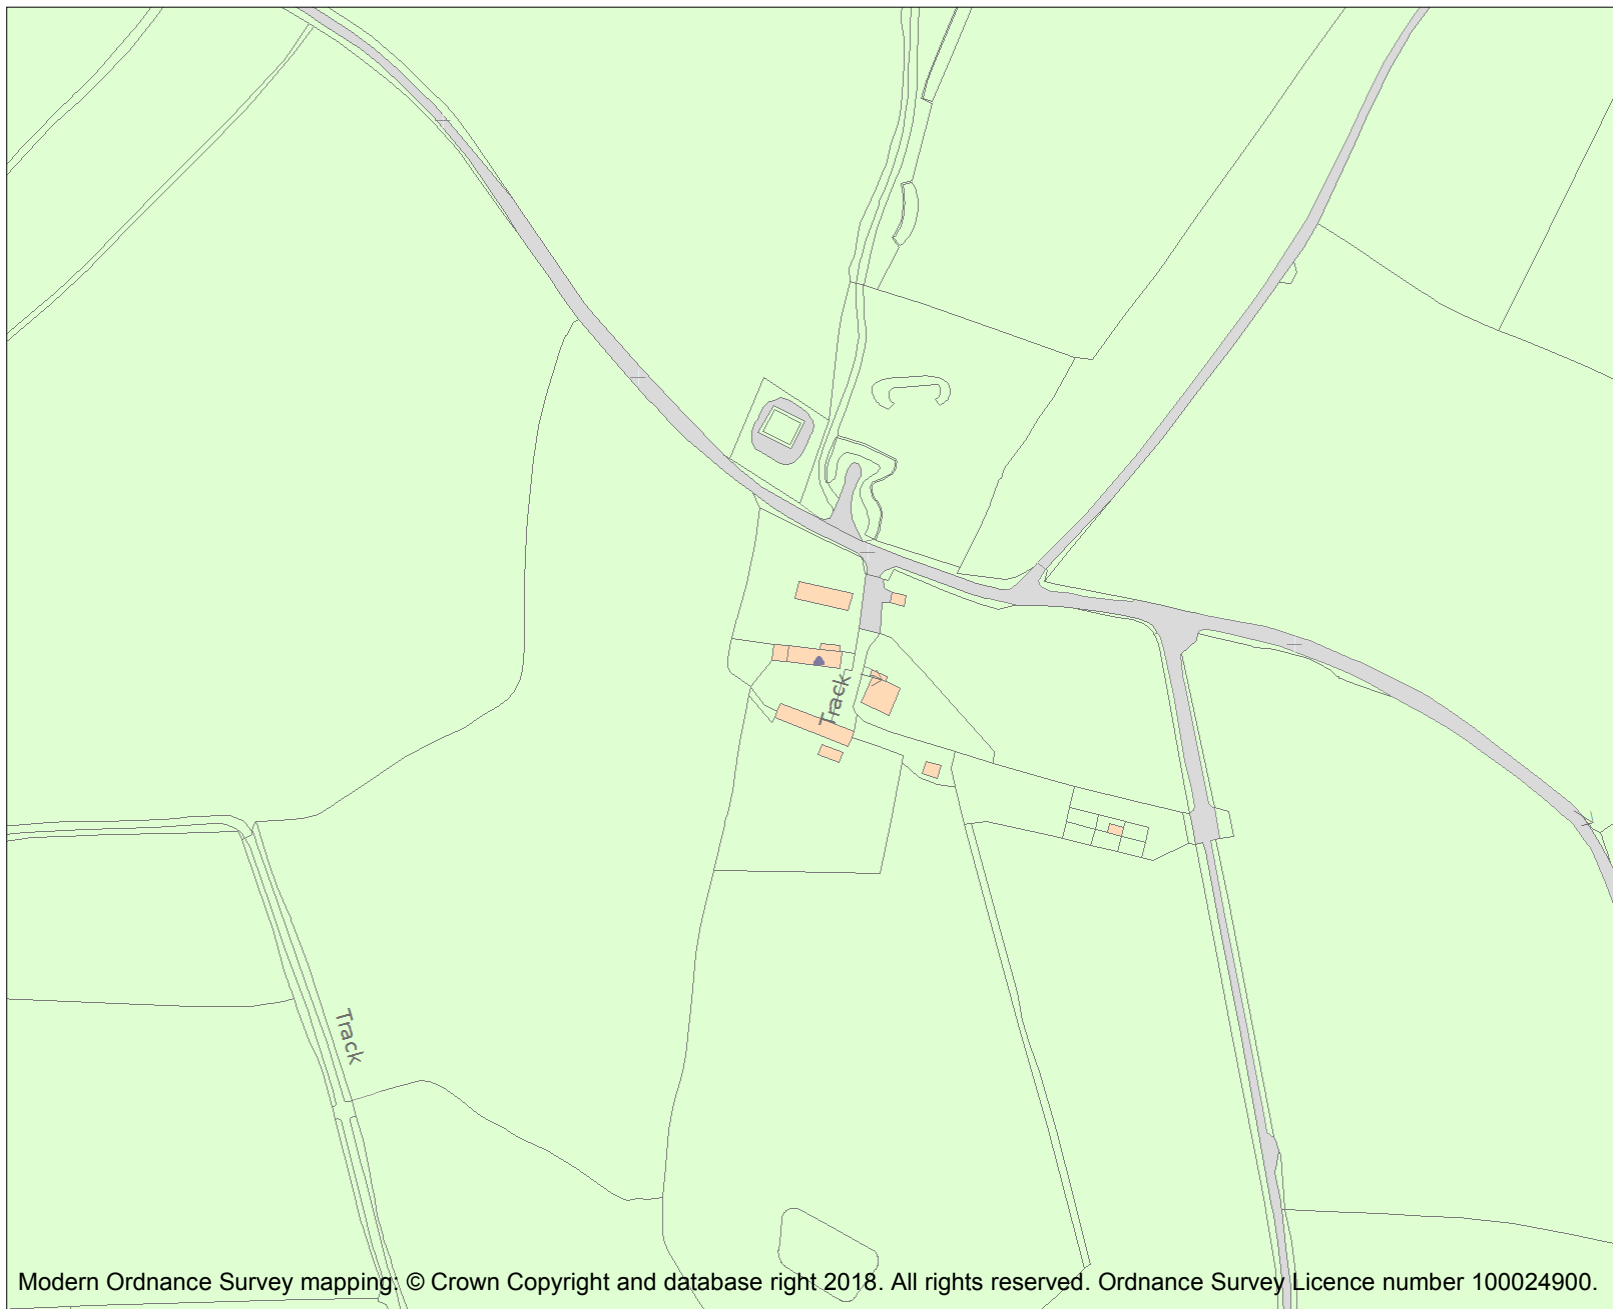 Track
Track
Modern Ordnance Survey mapping: © Crown Copyright and database right 2018. All rights reserved. Ordnance Survey Licence number 100024900.